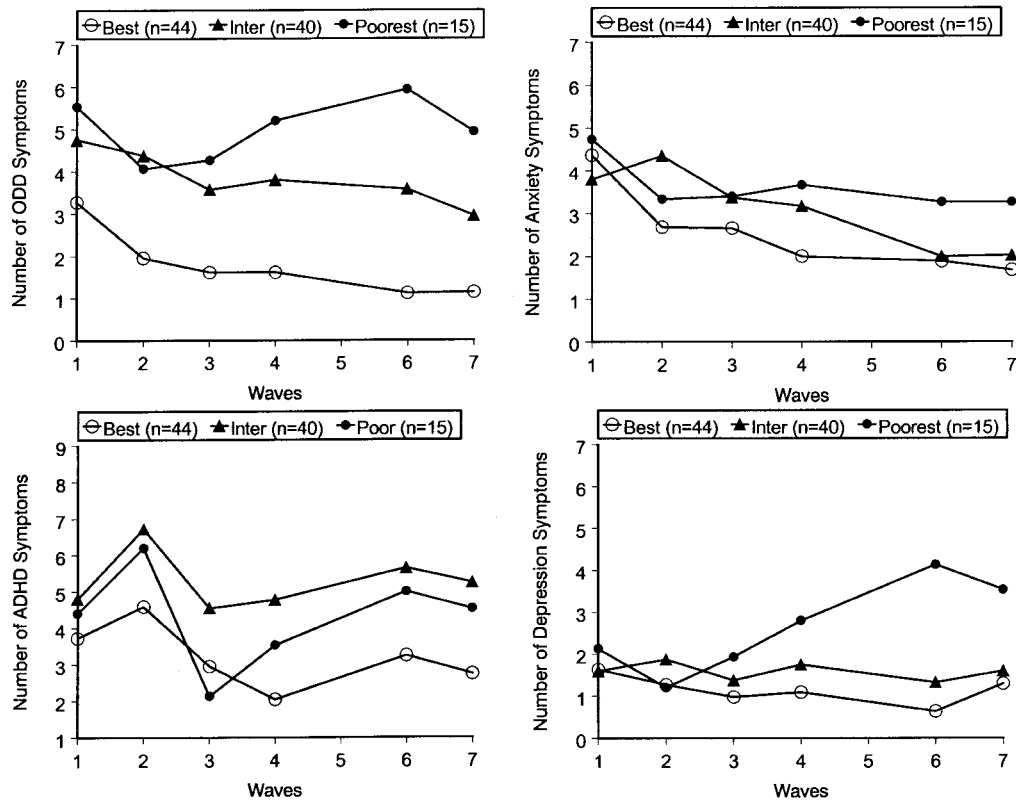 Best (n=44) Inter (n=40) Poorest (n=15)
Number of ODD Symptoms
7
6
5
4
3
2
1
0
1 2 3 4 5 6 7
Waves
Best (n=44) Inter (n=40) Poorest (n=15)
Number of Anxiety Symptoms
7
6
5
4
3
2
1
0
1 2 3 4 5 6 7
Waves
Best (n=44) Inter (n=40) Poor (n=15)
Number of ADHD Symptoms
9
8
7
6
5
4
3
2
1
1 2 3 4 5 6 7
Waves
Best (n=44) Inter (n=40) Poorest (n=15)
Number of Depression Symptoms
7
6
5
4
3
2
1
0
1 2 3 4 5 6 7
Waves